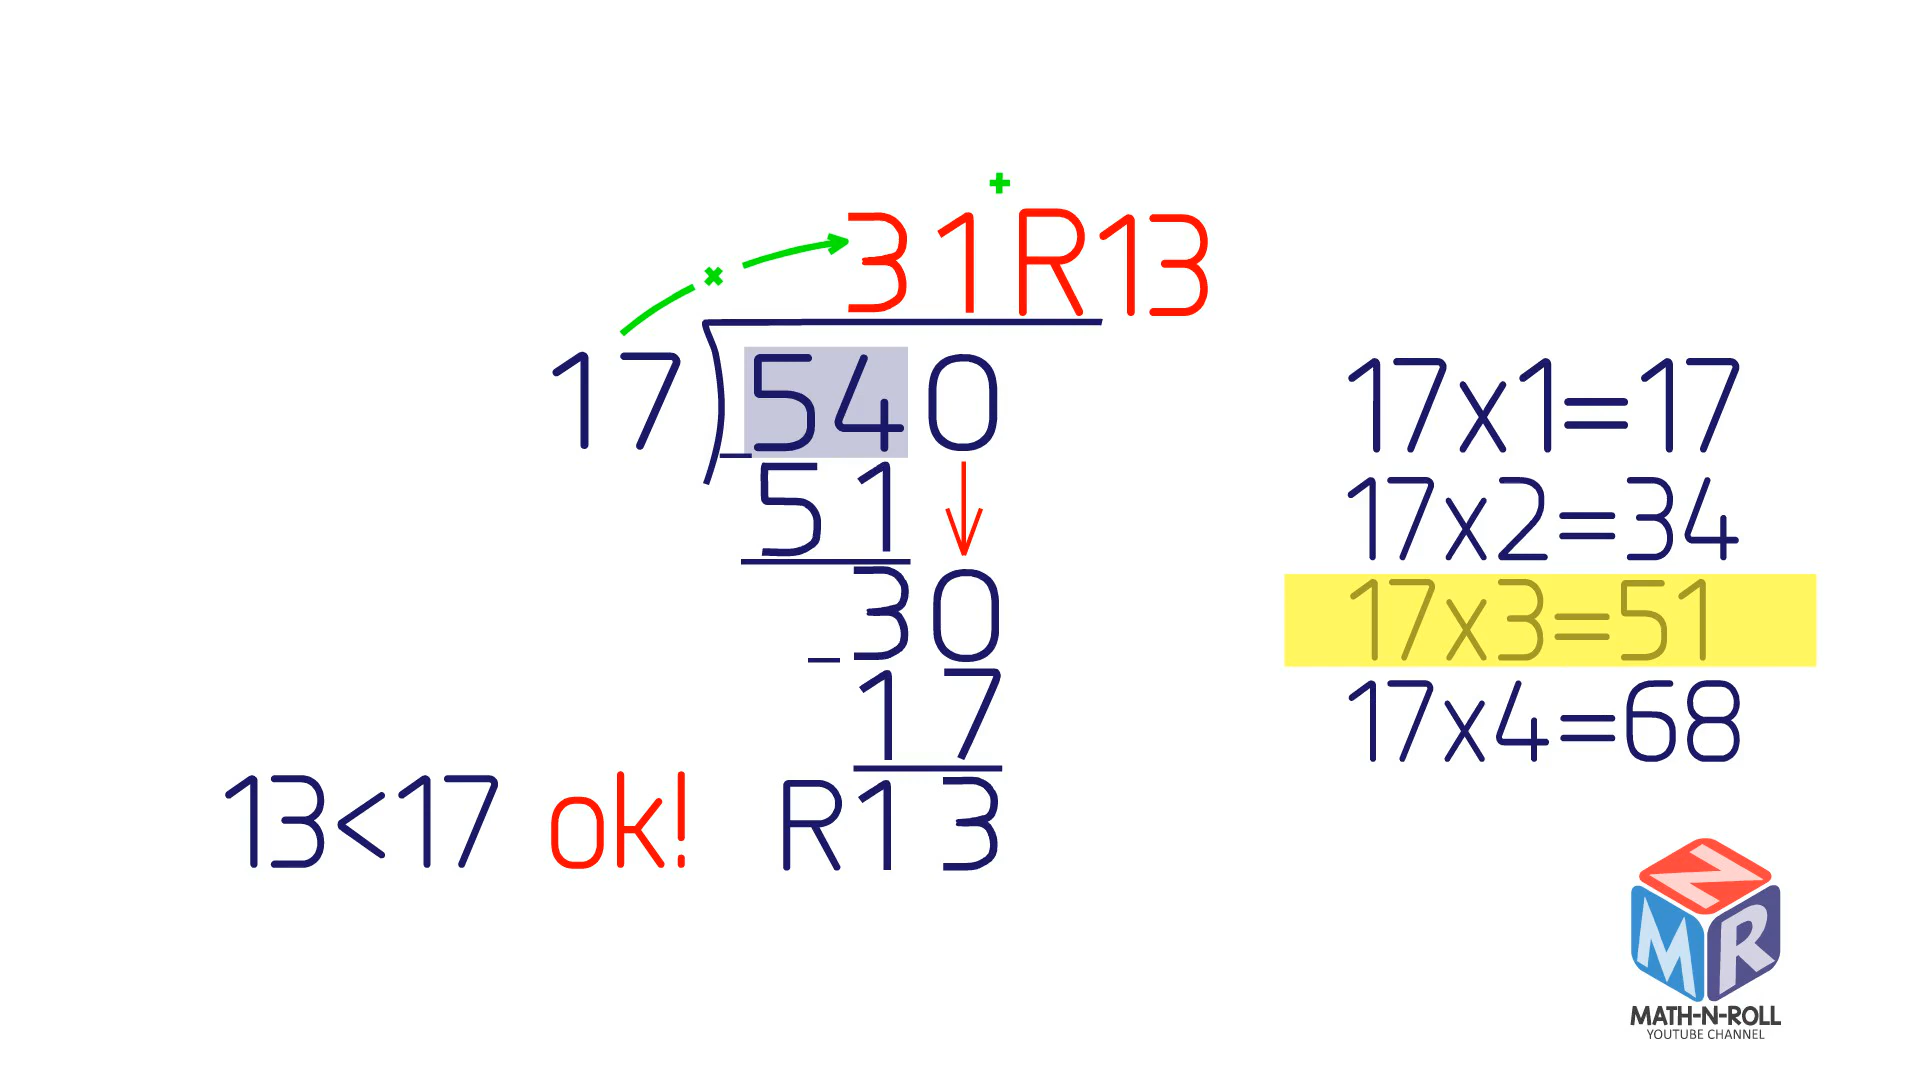 31R13
17 540
_
51
30
_
17
13<17 ok! R13
17x1=17
17x2=34
17x3=51
17x4=68
MNR
MATH-N-ROLL
YOUTUBE CHANNEL